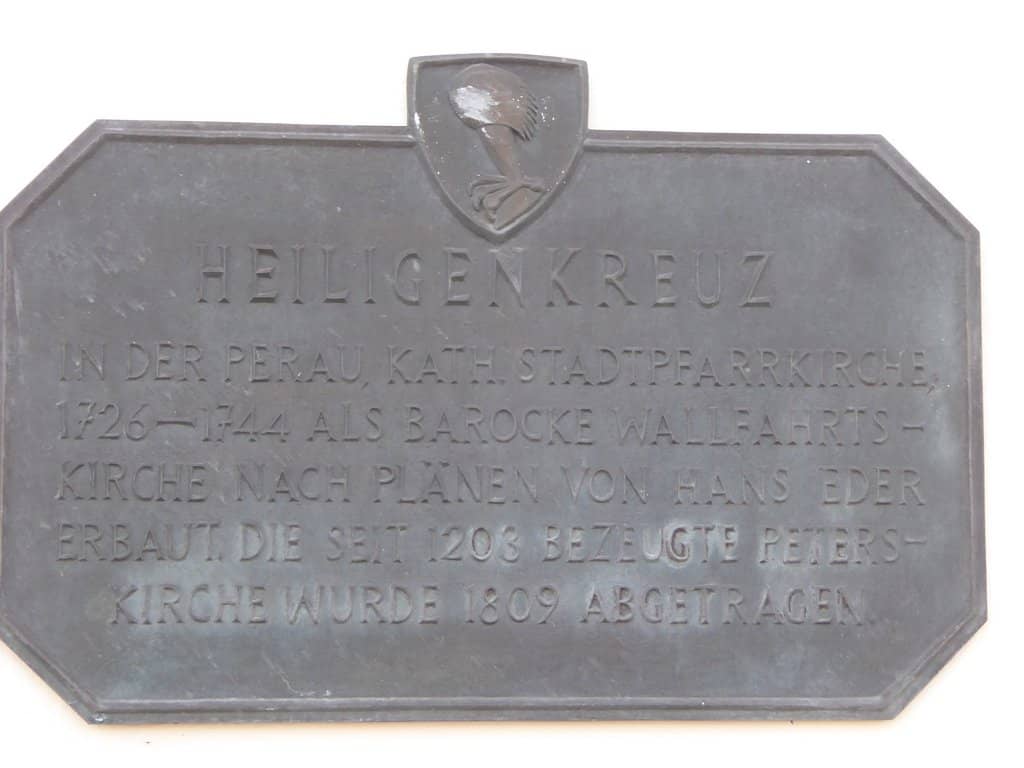 HEILIGENKREUZ
IN DER PERAU, KATH. STADTPFARRKIRCHE,
1726—1744 ALS BAROCKE WALLFAHRTS-
KIRCHE NACH PLÄNEN VON HANS EDER
ERBAUT. DIE SEIT 1203 BEZEUGTE PETERS-
KIRCHE WURDE 1809 ABGETRAGEN.